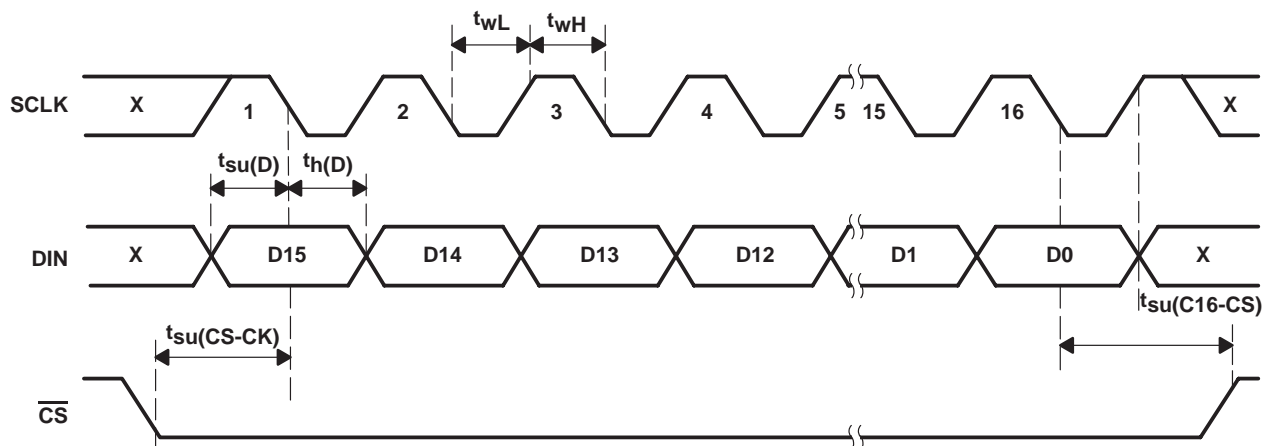 twL twH
SCLK X 1 2 3 4 5 15 16 X
tsu(D) th(D)
DIN X D15 D14 D13 D12 D1 D0 X
tsu(CS-CK) tsu(C16-CS)
CS